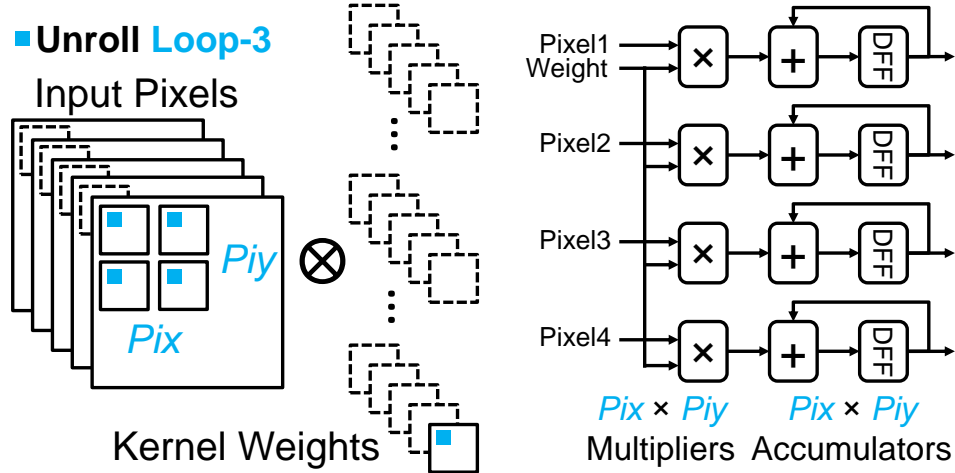 Unroll Loop-3
Input Pixels
Piy
Pix
Kernel Weights
Pixel1
Weight
× + DFF
Pixel2
× + DFF
Pixel3
× + DFF
Pixel4
× + DFF
Pix × Piy
Multipliers
Pix × Piy
Accumulators